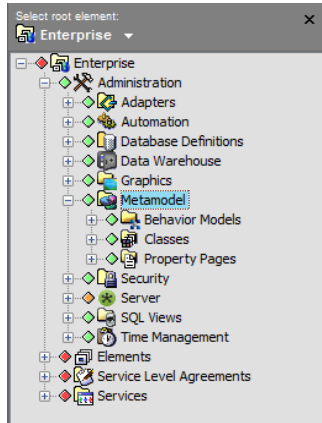 Select root element:
Enterprise
Enterprise
Administration
Adapters
Automation
Database Definitions
Data Warehouse
Graphics
Metamodel
Behavior Models
Classes
Property Pages
Security
Server
SQL Views
Time Management
Elements
Service Level Agreements
Services